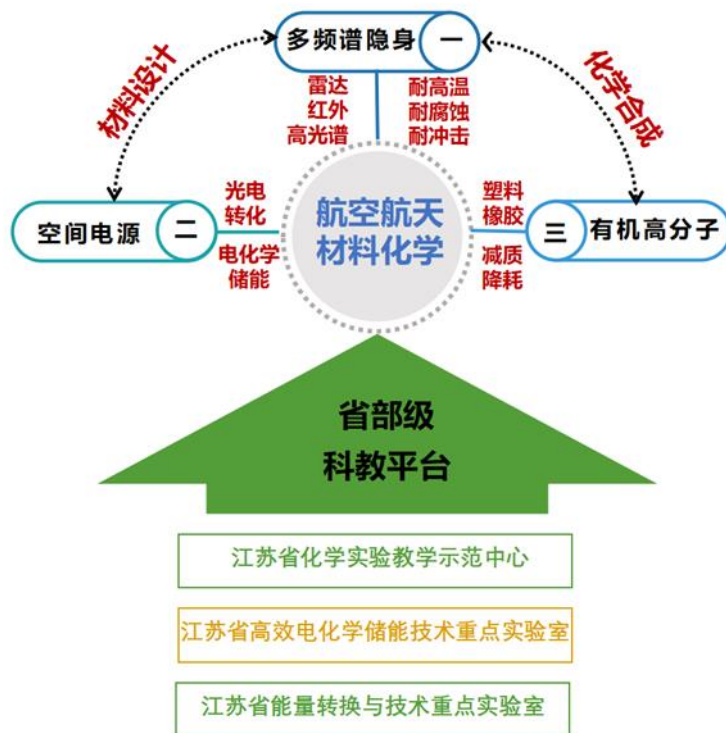 多频谱隐身
一
材料设计
化学合成
雷达
红外
高光谱
耐高温
耐腐蚀
耐冲击
空间电源
二
光电
转化
电化学
储能
航空航天
材料化学
塑料
橡胶
减质
降耗
三
有机高分子
省部级
科教平台
江苏省化学实验教学示范中心
江苏省高效电化学储能技术重点实验室
江苏省能量转换与技术重点实验室